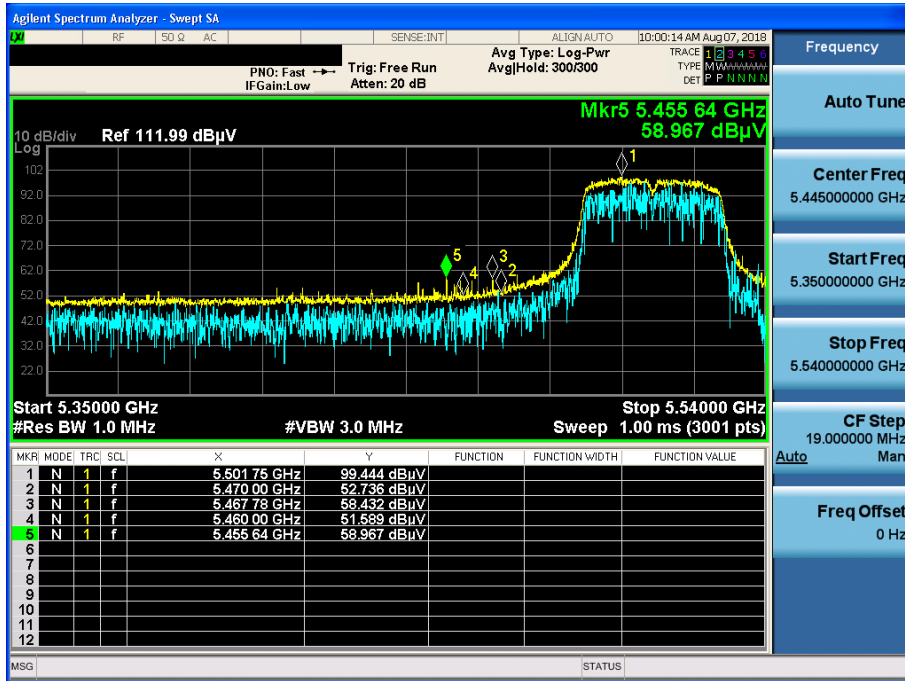 Agilent Spectrum Analyzer - Swept SA
LXI RF 50 Ω AC SENSE:INT ALIGN AUTO 10:00:14 AM Aug 07, 2018
Frequency
PNO: Fast
IFGain:Low
Trig: Free Run
Atten: 20 dB
Avg Type: Log-Pwr
Avg|Hold: 300/300
TRACE 1 2 3 4 5 6
TYPE MWWWWW
DET P P N N N N
Auto Tune
Mkr5 5.455 64 GHz
58.967 dBµV
10 dB/div Ref 111.99 dBµV
Log
102
92.0
82.0
72.0
62.0
52.0
42.0
32.0
22.0
1
5
3
4
2
Center Freq
5.445000000 GHz
Start Freq
5.350000000 GHz
Stop Freq
5.540000000 GHz
Start 5.35000 GHz Stop 5.54000 GHz
#Res BW 1.0 MHz #VBW 3.0 MHz Sweep 1.00 ms (3001 pts)
CF Step
19.000000 MHz
Auto Man
Freq Offset
0 Hz
MKR MODE TRC SCL X Y FUNCTION FUNCTION WIDTH FUNCTION VALUE
1 N 1 f 5.501 75 GHz 99.444 dBµV
2 N 1 f 5.470 00 GHz 52.736 dBµV
3 N 1 f 5.467 78 GHz 58.432 dBµV
4 N 1 f 5.460 00 GHz 51.589 dBµV
5 N 1 f 5.455 64 GHz 58.967 dBµV
6
7
8
9
10
11
12
MSG STATUS